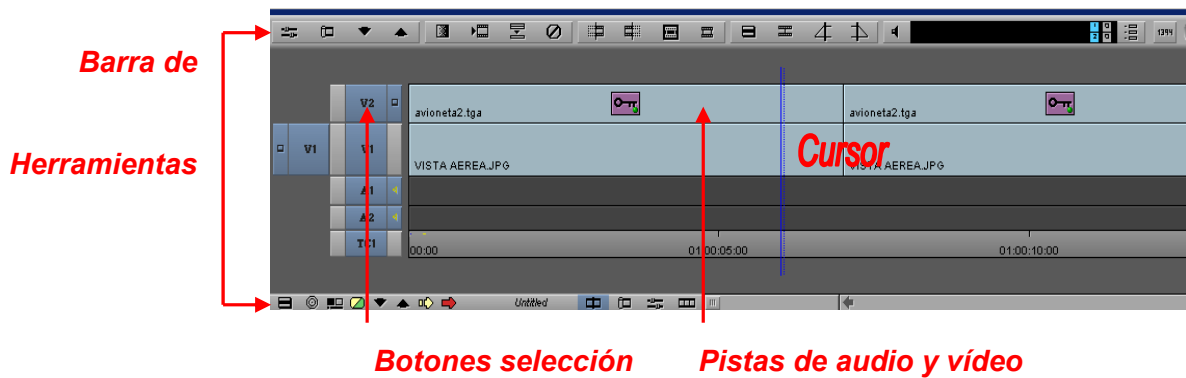 1394
Barra de
V2
avioneta2.tga
avioneta2.tga
V1
V1
Cursor
Herramientas
VISTA AEREA.JPG
VISTA AEREA.JPG
A1
A2
TC1
00:00
01:00:05:00
01:00:10:00
Untitled
Botones selección
Pistas de audio y vídeo